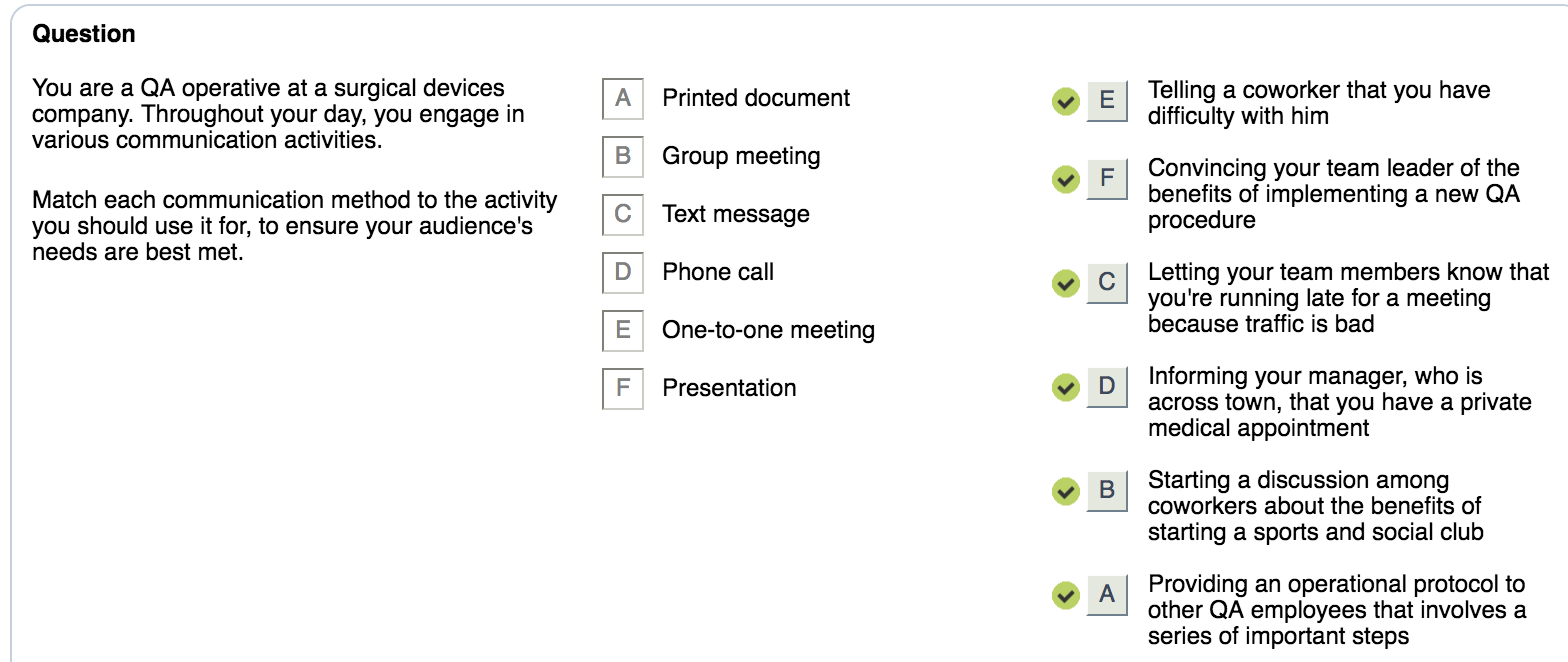 Question
You are a QA operative at a surgical devices
company. Throughout your day, you engage in
various communication activities.
Match each communication method to the activity
you should use it for, to ensure your audience's
needs are best met.
A Printed document
B Group meeting
C Text message
D Phone call
E One-to-one meeting
F Presentation
E Telling a coworker that you have
difficulty with him
F Convincing your team leader of the
benefits of implementing a new QA
procedure
C Letting your team members know that
you're running late for a meeting
because traffic is bad
D Informing your manager, who is
across town, that you have a private
medical appointment
B Starting a discussion among
coworkers about the benefits of
starting a sports and social club
A Providing an operational protocol to
other QA employees that involves a
series of important steps